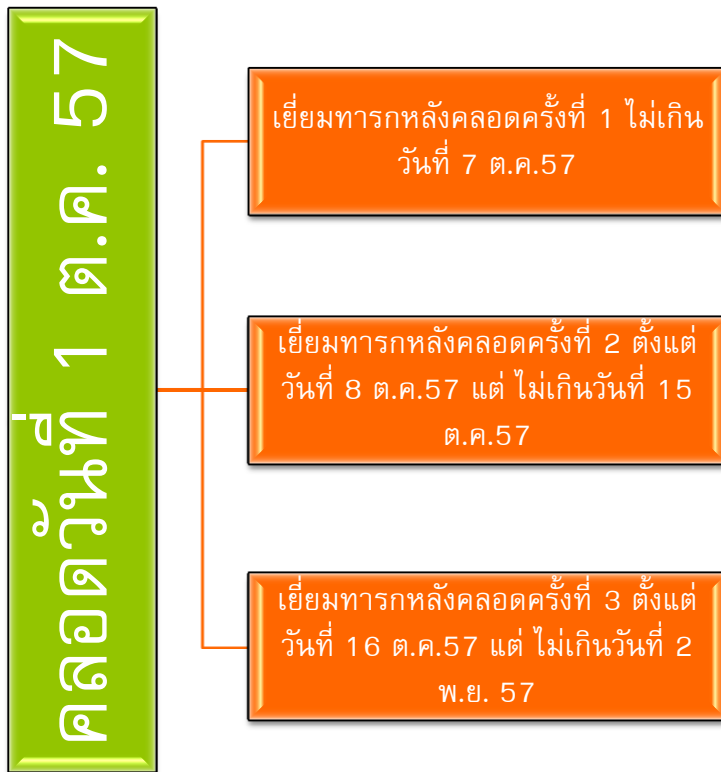 คลอดวันที่ 1 ต.ค. 57
เยี่ยมทารกหลังคลอดครั้งที่ 1 ไม่เกิน
วันที่ 7 ต.ค.57
เยี่ยมทารกหลังคลอดครั้งที่ 2 ตั้งแต่
วันที่ 8 ต.ค.57 แต่ ไม่เกินวันที่ 15
ต.ค.57
เยี่ยมทารกหลังคลอดครั้งที่ 3 ตั้งแต่
วันที่ 16 ต.ค.57 แต่ ไม่เกินวันที่ 2
พ.ย. 57